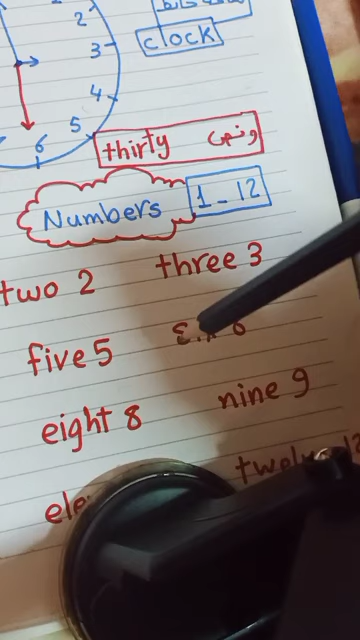 2
3
4
5
6
clock
thirty ونص
Numbers 1 - 12
two 2 three 3
five 5
eight 8 nine 9